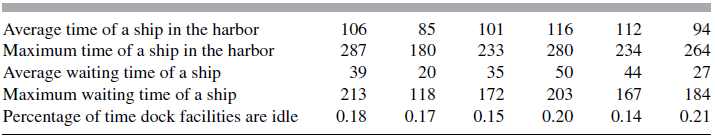 Average time of a ship in the harbor 106 85 101 116 112 94
Maximum time of a ship in the harbor 287 180 233 280 234 264
Average waiting time of a ship 39 20 35 50 44 27
Maximum waiting time of a ship 213 118 172 203 167 184
Percentage of time dock facilities are idle 0.18 0.17 0.15 0.20 0.14 0.21